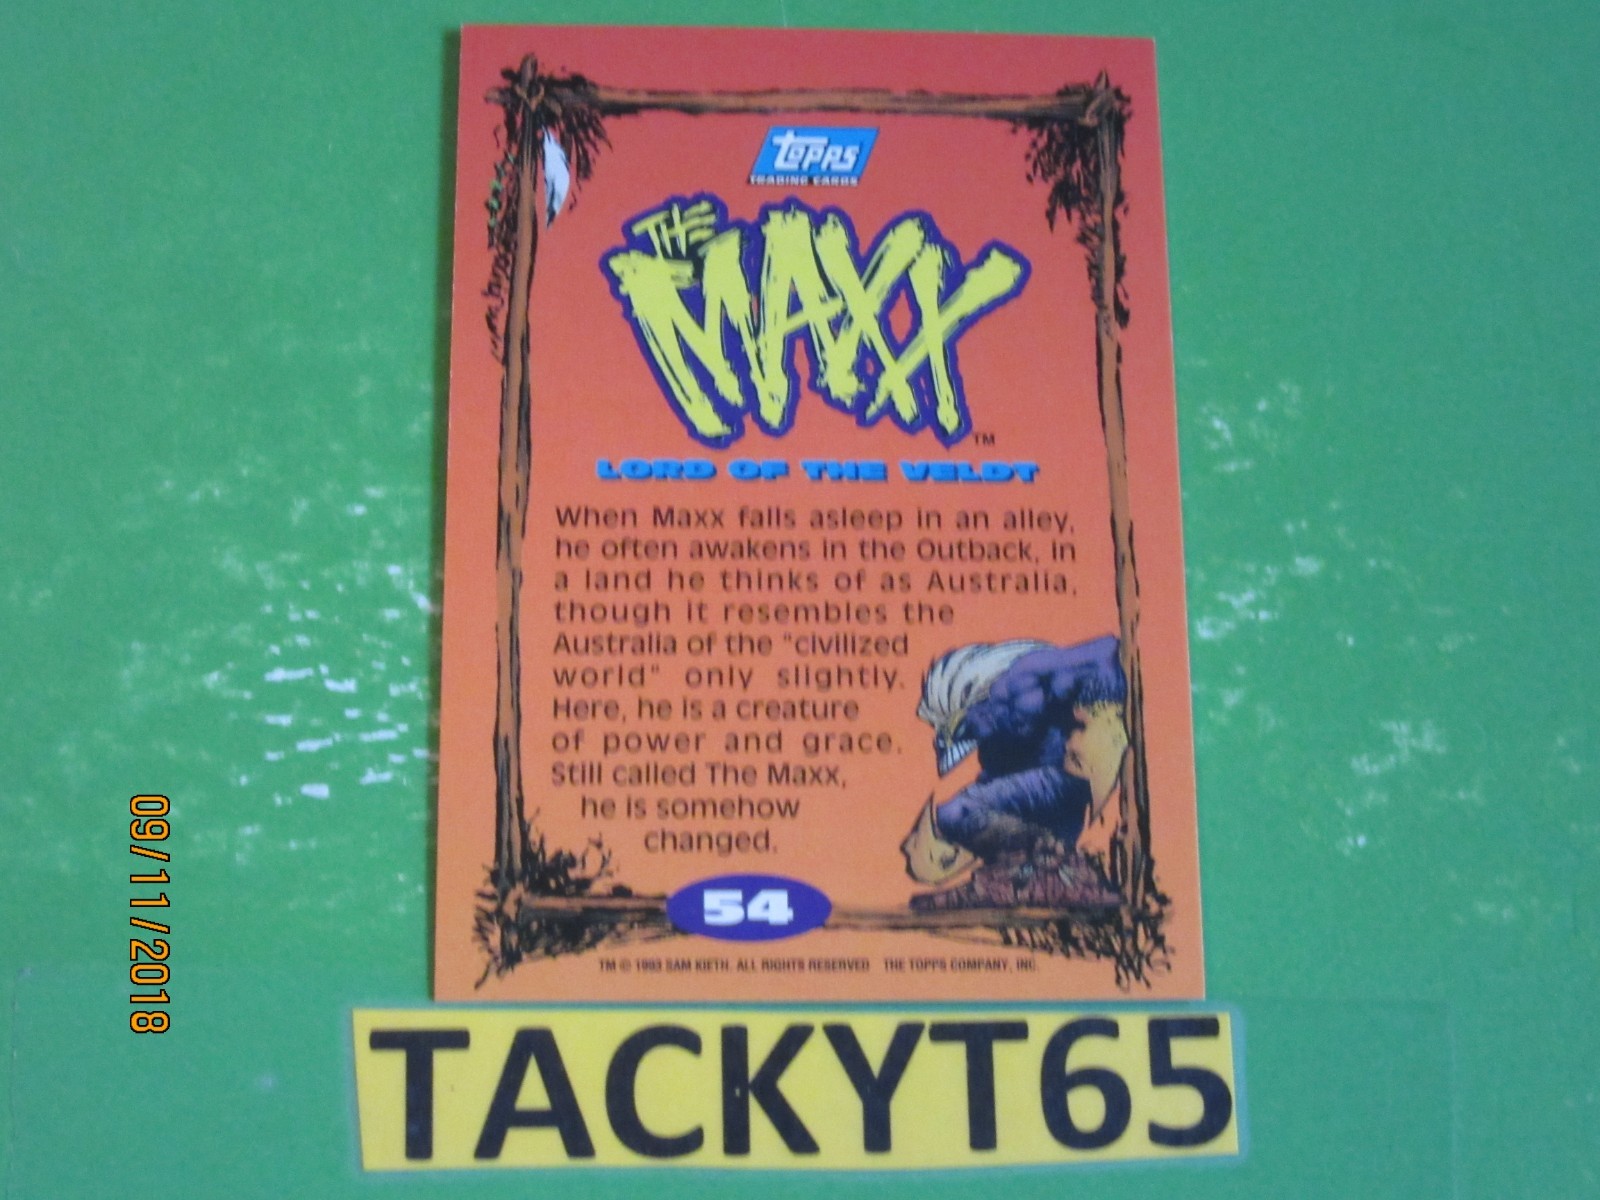 TOPPS
TRADING CARDS
THE
MAXX
TM
LORD OF THE VELDT
When Maxx falls asleep in an alley,
he often awakens in the Outback, in
a land he thinks of as Australia,
though it resembles the
Australia of the "civilized
world" only slightly.
Here, he is a creature
of power and grace.
Still called The Maxx,
he is somehow
changed.
54
TM © 1993 SAM KIETH. ALL RIGHTS RESERVED THE TOPPS COMPANY, INC.
09/11/2018
TACKYT65